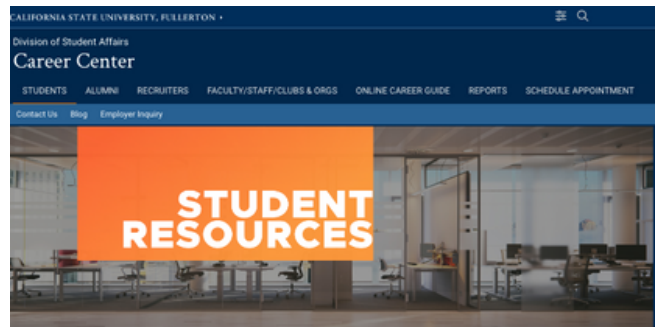 CALIFORNIA STATE UNIVERSITY, FULLERTON
Division of Student Affairs
Career Center
STUDENTS ALUMNI RECRUITERS FACULTY/STAFF/CLUBS & ORGS ONLINE CAREER GUIDE REPORTS SCHEDULE APPOINTMENT
Contact Us Blog Employer Inquiry
STUDENT
RESOURCES